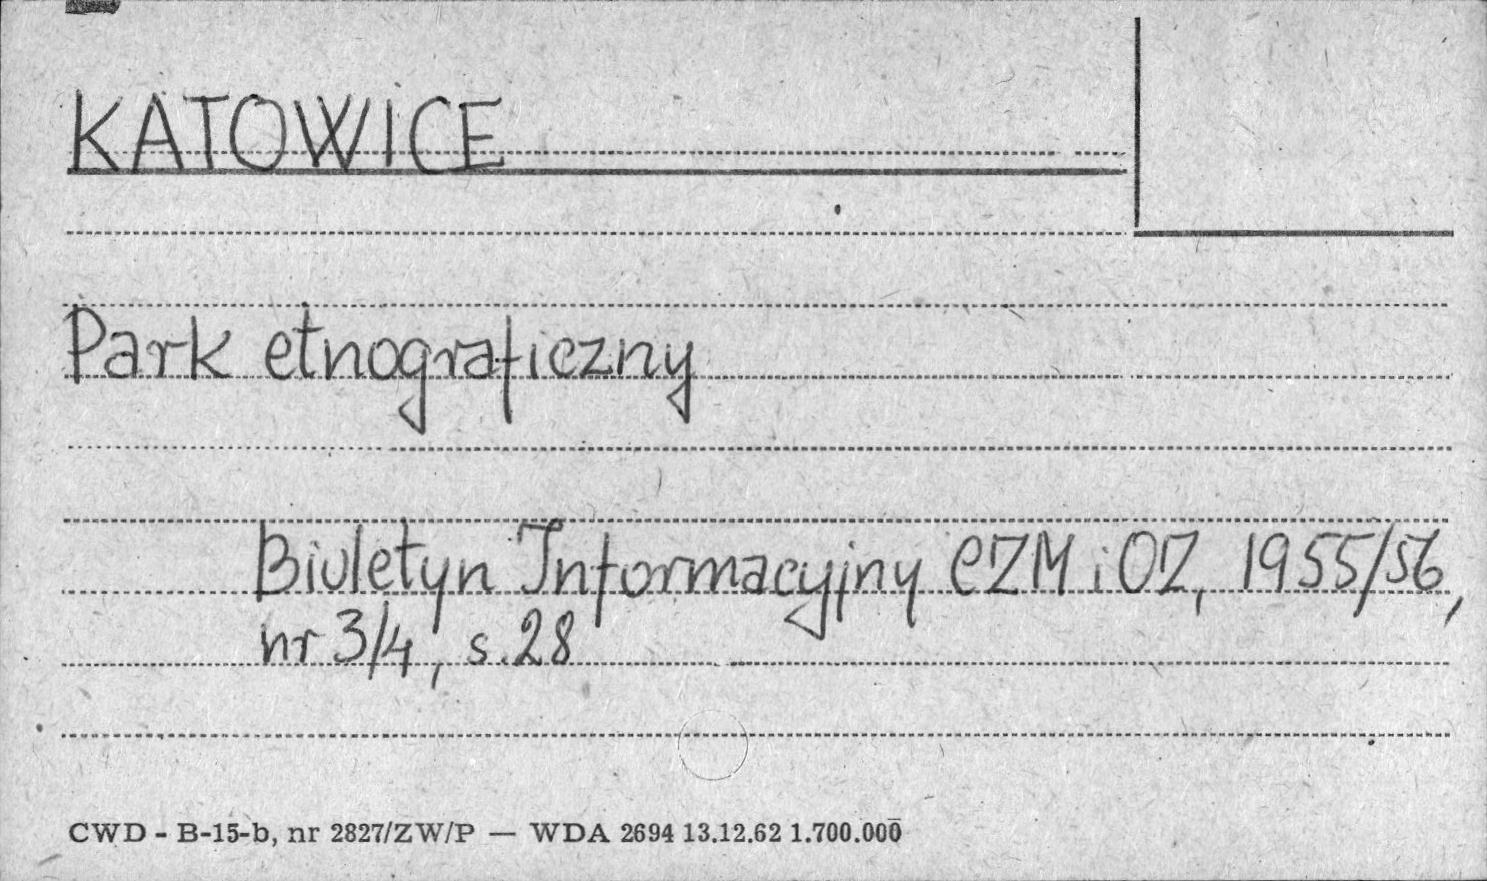 KATOWICE
Park etnograficzny
Biuletyn Informacyjny CZM i OZ, 1955/56,
nr 3/4, s. 28
CWD - B-15-b, nr 2827/ZW/P — WDA 2694 13.12.62 1.700.000